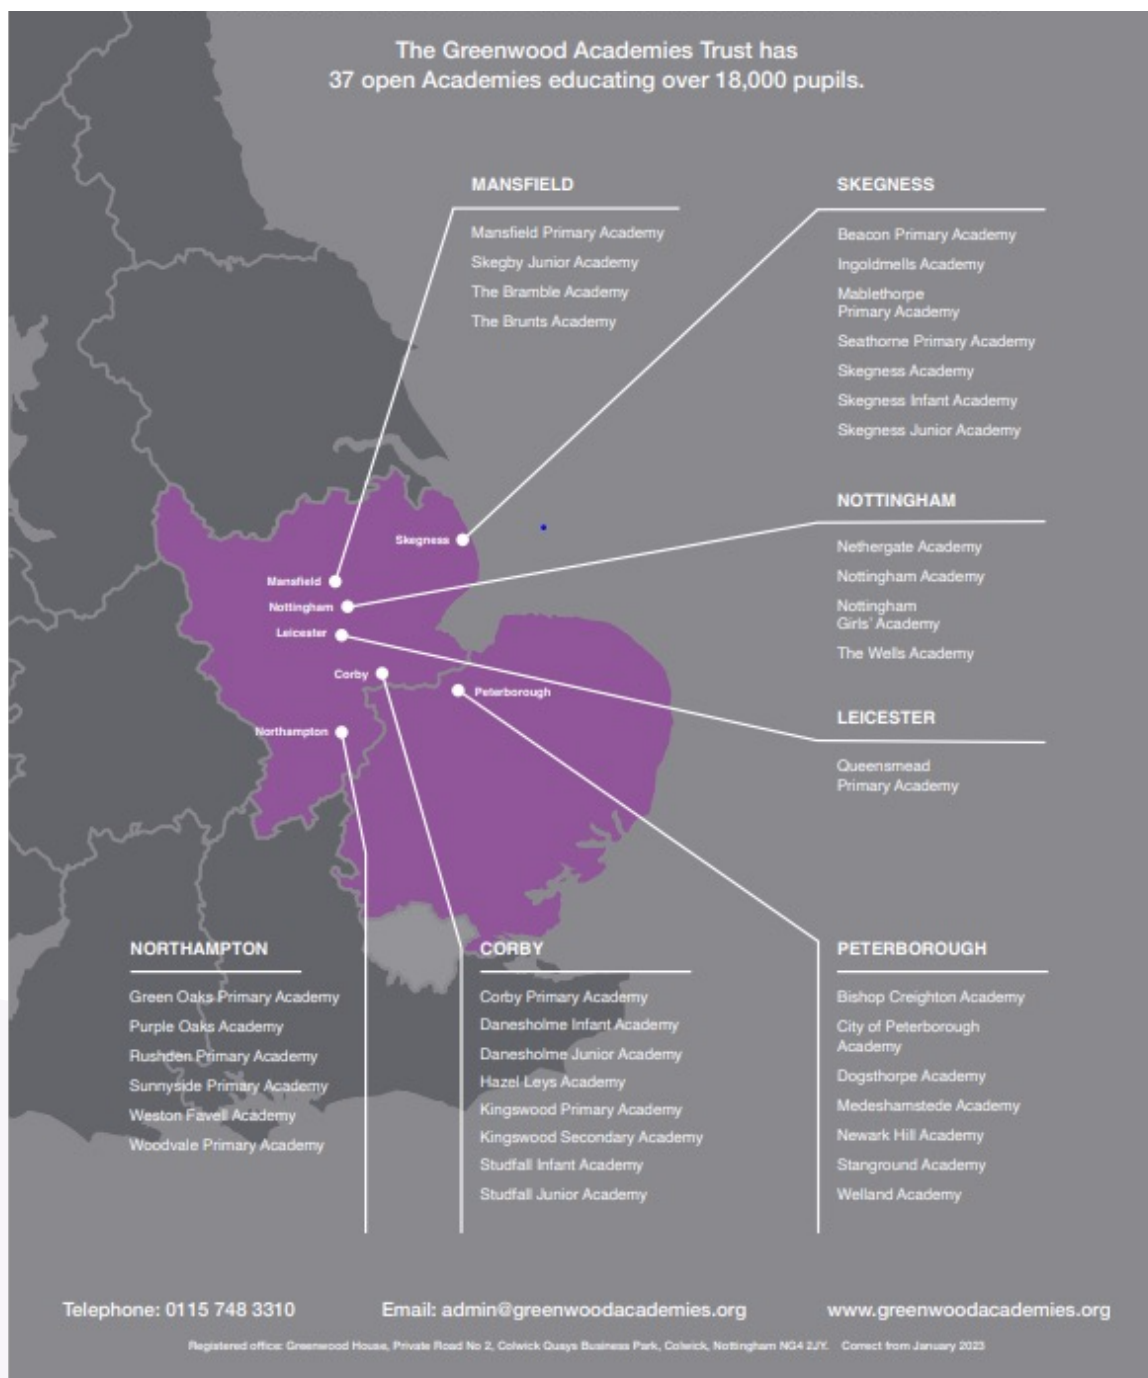 The Greenwood Academies Trust has
37 open Academies educating over 18,000 pupils.
MANSFIELD
Mansfield Primary Academy
Skegby Junior Academy
The Bramble Academy
The Brunts Academy
SKEGNESS
Beacon Primary Academy
Ingoldmells Academy
Mablethorpe
Primary Academy
Seathorne Primary Academy
Skegness Academy
Skegness Infant Academy
Skegness Junior Academy
NOTTINGHAM
Nethergate Academy
Nottingham Academy
Nottingham
Girls' Academy
The Wells Academy
LEICESTER
Queensmead
Primary Academy
Skegness
Mansfield
Nottingham
Leicester
Corby
Peterborough
Northampton
NORTHAMPTON
Green Oaks Primary Academy
Purple Oaks Academy
Rushden Primary Academy
Sunnyside Primary Academy
Weston Favell Academy
Woodvale Primary Academy
CORBY
Corby Primary Academy
Danesholme Infant Academy
Danesholme Junior Academy
Hazel Leys Academy
Kingswood Primary Academy
Kingswood Secondary Academy
Studfall Infant Academy
Studfall Junior Academy
PETERBOROUGH
Bishop Creighton Academy
City of Peterborough
Academy
Dogsthorpe Academy
Medeshamstede Academy
Newark Hill Academy
Stanground Academy
Welland Academy
Telephone: 0115 748 3310 Email: admin@greenwoodacademies.org www.greenwoodacademies.org
Registered office: Greenwood House, Private Road No 2, Colwick Quays Business Park, Colwick, Nottingham NG4 2JY. Correct from January 2023